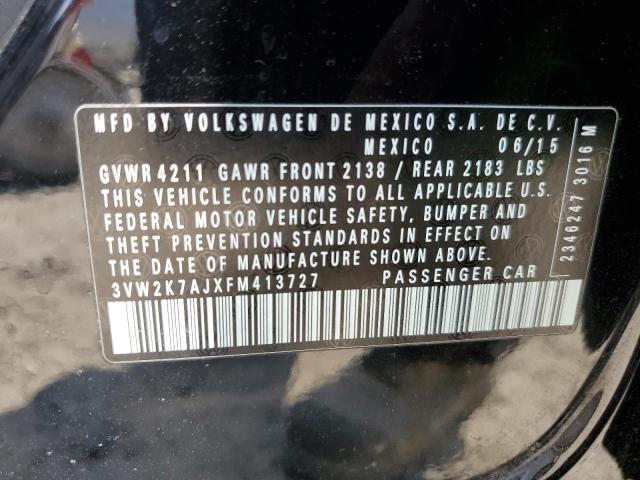 MFD BY VOLKSWAGEN DE MEXICO S.A. DE C.V.
MEXICO 06/15
GVWR 4211 GAWR FRONT 2138 / REAR 2183 LBS
THIS VEHICLE CONFORMS TO ALL APPLICABLE U.S.
FEDERAL MOTOR VEHICLE SAFETY, BUMPER AND
THEFT PREVENTION STANDARDS IN EFFECT ON
THE DATE OF MANUFACTURE SHOWN ABOVE.
3VW2K7AJXFM413727 PASSENGER CAR
2346247 3016 M